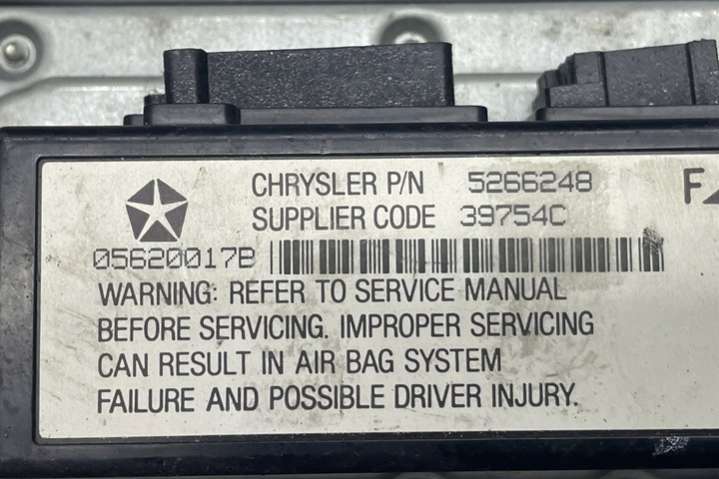 CHRYSLER P/N 5266248
SUPPLIER CODE 39754C
05620017B
WARNING: REFER TO SERVICE MANUAL
BEFORE SERVICING. IMPROPER SERVICING
CAN RESULT IN AIR BAG SYSTEM
FAILURE AND POSSIBLE DRIVER INJURY.